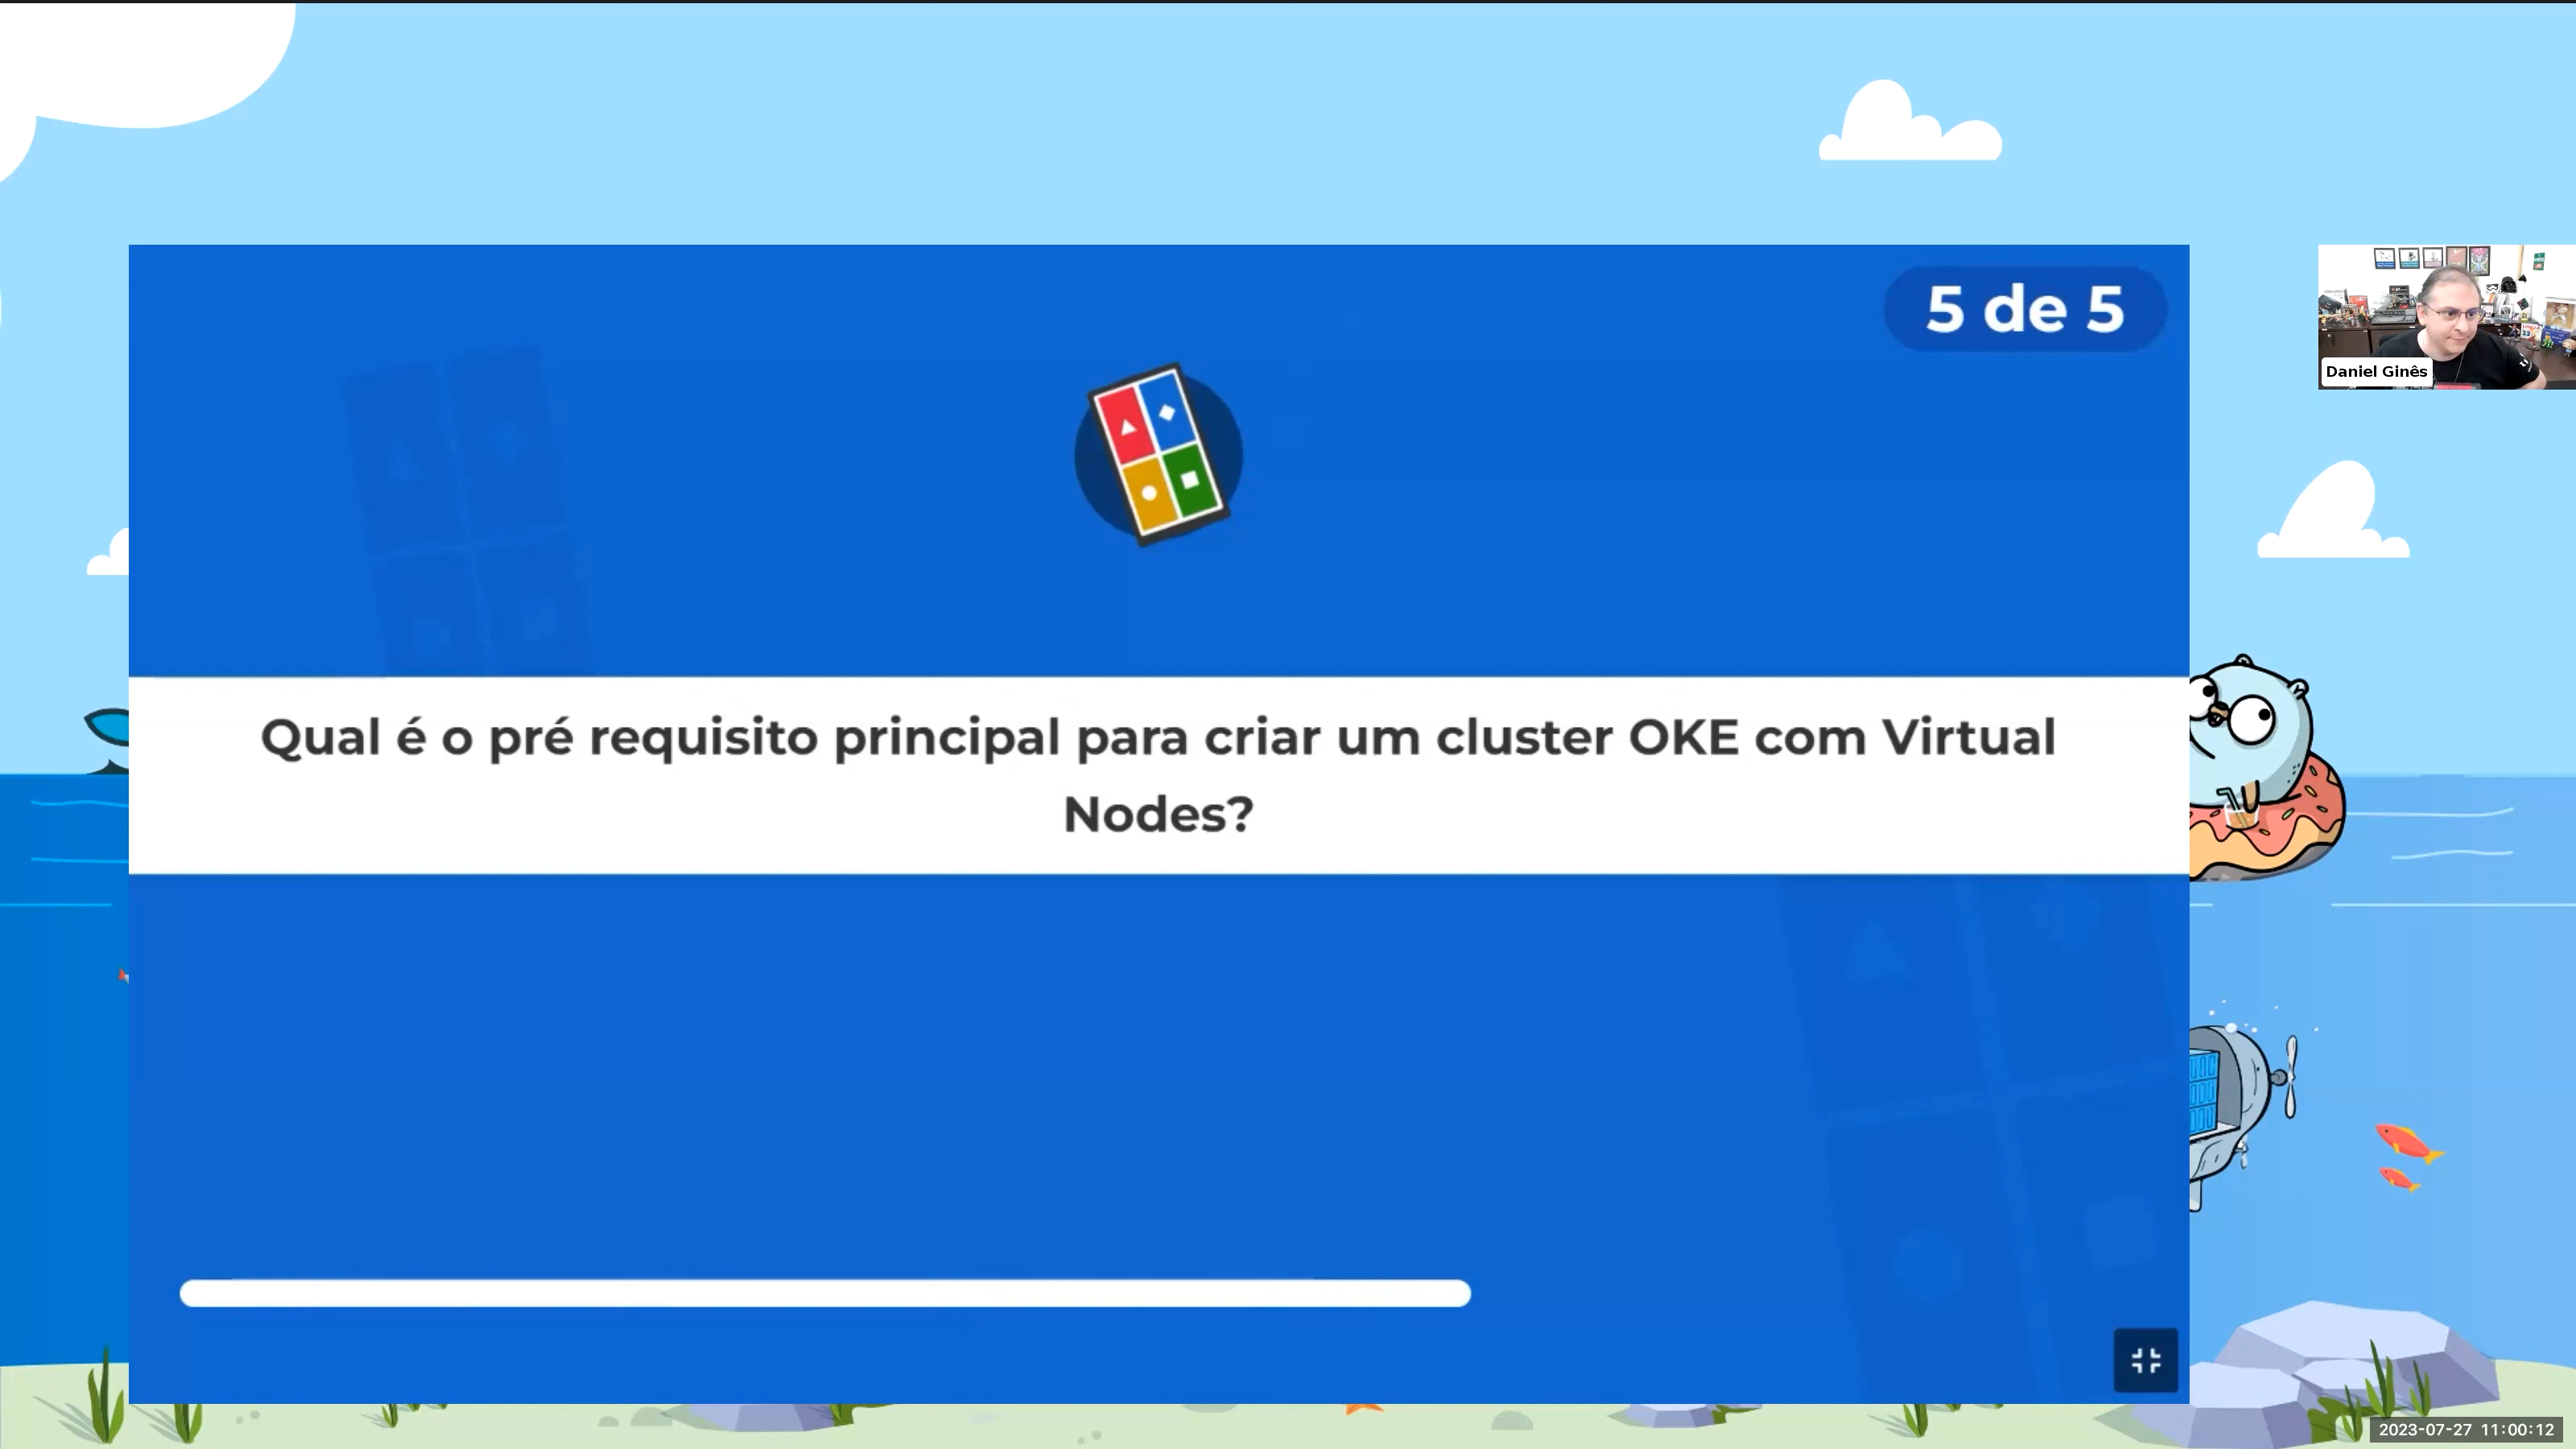 5 de 5
Qual é o pré requisito principal para criar um cluster OKE com Virtual
Nodes?
Daniel Ginês
2023-07-27 11:00:12